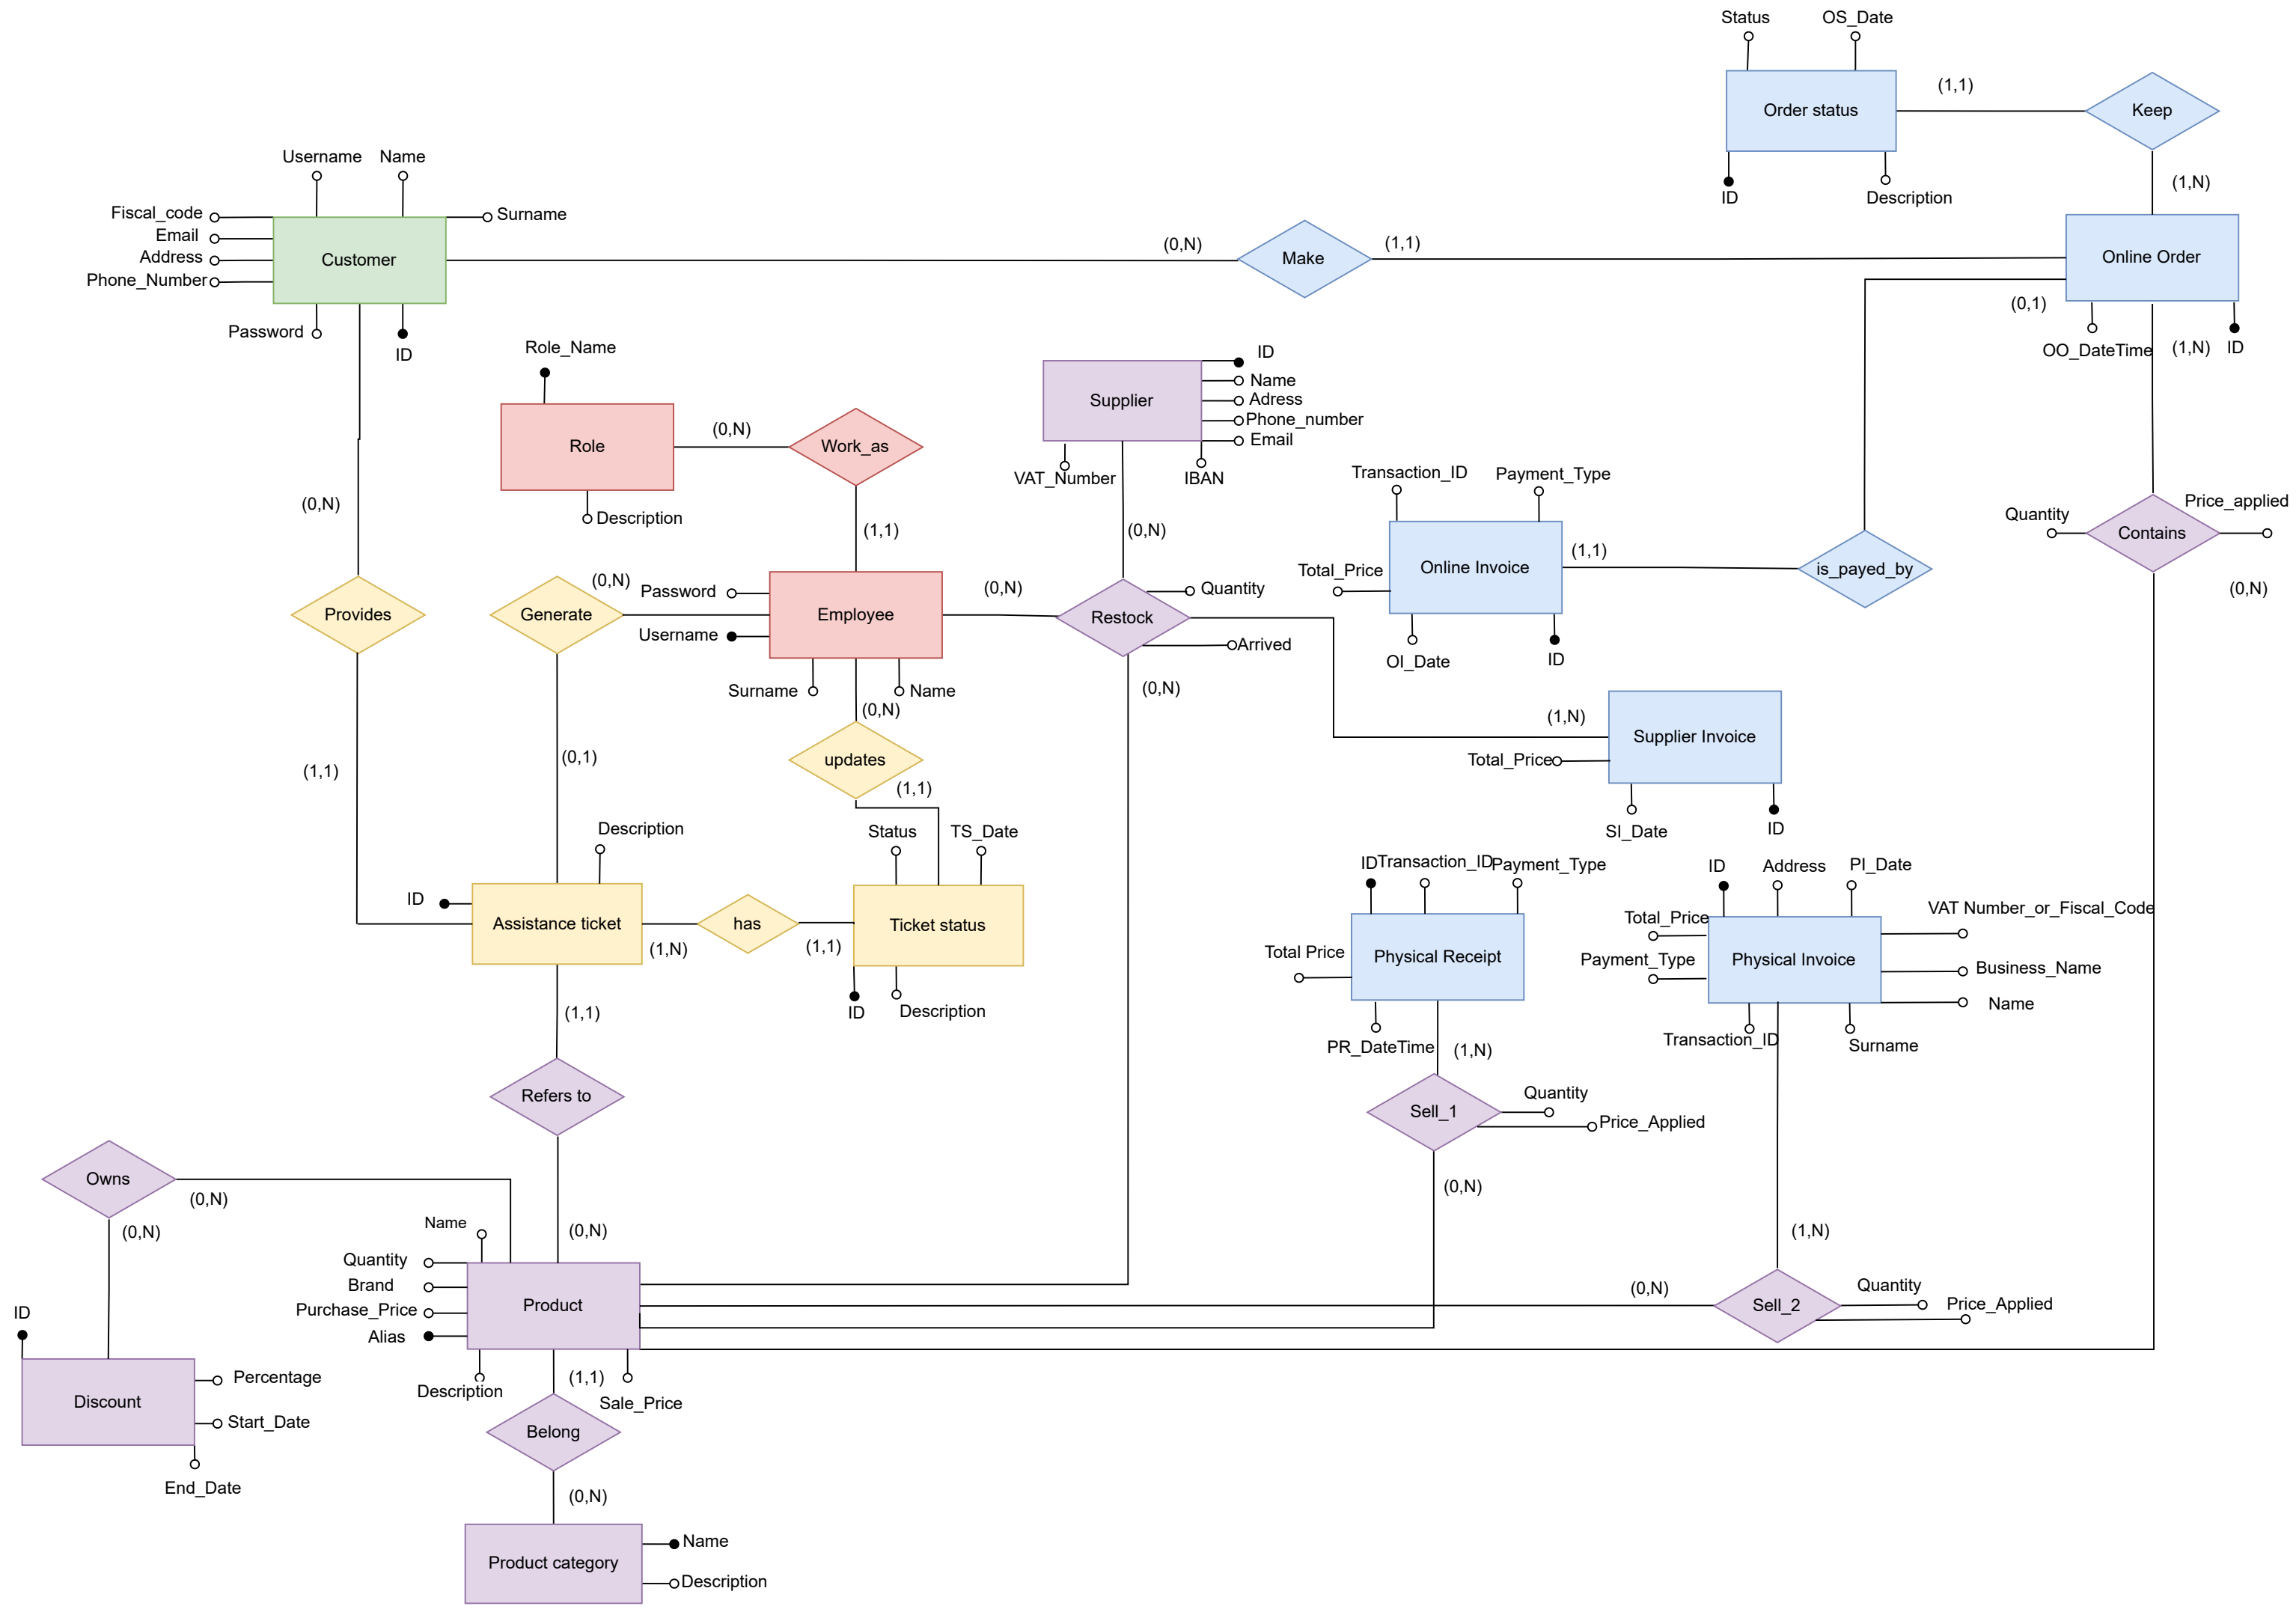 Status
OS_Date
Order status
(1,1)
Keep
ID
Description
(1,N)
Username
Name
Fiscal_code
Surname
Email
Address
Phone_Number
Customer
Password
ID
(0,N)
Make
(1,1)
Online Order
(0,1)
OO_DateTime
(1,N)
ID
Role_Name
Role
(0,N)
Work_as
Description
(1,1)
Supplier
ID
Name
Adress
Phone_number
Email
VAT_Number
IBAN
(0,N)
Transaction_ID
Payment_Type
Total_Price
Online Invoice
(1,1)
is_payed_by
OI_Date
ID
Quantity
Price_applied
Contains
(0,N)
(0,N)
Provides
(1,1)
Generate
(0,N)
(0,1)
Password
Username
Employee
Surname
Name
(0,N)
(0,N)
Restock
Quantity
Arrived
(0,N)
(1,N)
Supplier Invoice
Total_Price
SI_Date
ID
updates
(1,1)
Description
ID
Assistance ticket
(1,N)
has
(1,1)
Status
TS_Date
Ticket status
ID
Description
(1,1)
Refers to
(0,N)
ID
Transaction_ID
Payment_Type
Total Price
Physical Receipt
PR_DateTime
(1,N)
Sell_1
Quantity
Price_Applied
(0,N)
ID
Address
PI_Date
Total_Price
VAT Number_or_Fiscal_Code
Payment_Type
Physical Invoice
Business_Name
Name
Transaction_ID
Surname
(1,N)
(0,N)
Sell_2
Quantity
Price_Applied
Owns
(0,N)
(0,N)
Name
Quantity
Brand
Purchase_Price
Alias
Product
Description
(1,1)
Sale_Price
ID
Discount
Percentage
Start_Date
End_Date
Belong
(0,N)
Product category
Name
Description